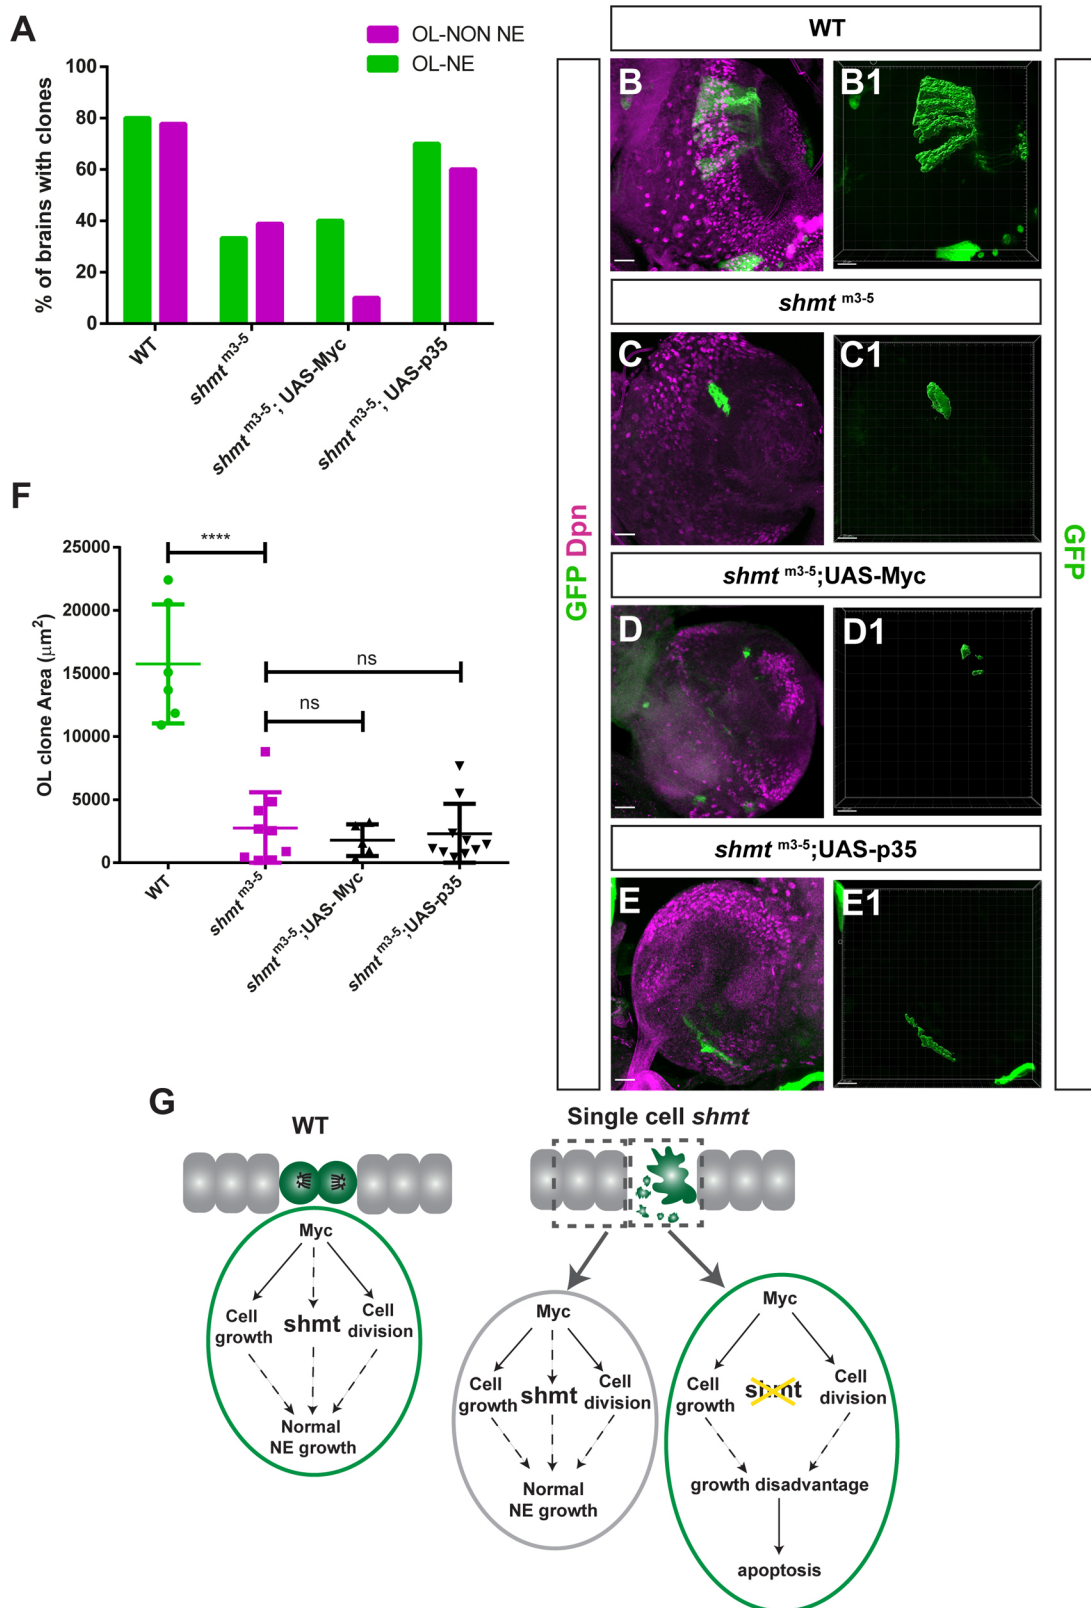 A
OL-NON NE
OL-NE
% of brains with clones
100
80
60
40
20
0
WT
shmt m3-5
shmt m3-5; UAS-Myc
shmt m3-5; UAS-p35
WT
B
B1
shmt m3-5
C
C1
shmt m3-5;UAS-Myc
D
D1
shmt m3-5;UAS-p35
E
E1
GFP Dpn
GFP
F
OL clone Area (µm2)
25000
20000
15000
10000
5000
0
****
ns
ns
WT
shmt m3-5
shmt m3-5;UAS- Myc
shmt m3-5;UAS-p35
G
WT
Myc
Cell
growth
shmt
Cell
division
Normal
NE growth
Single cell shmt
Myc
Cell
growth
shmt
Cell
division
Normal
NE growth
Myc
Cell
growth
shmt
Cell
division
growth disadvantage
apoptosis